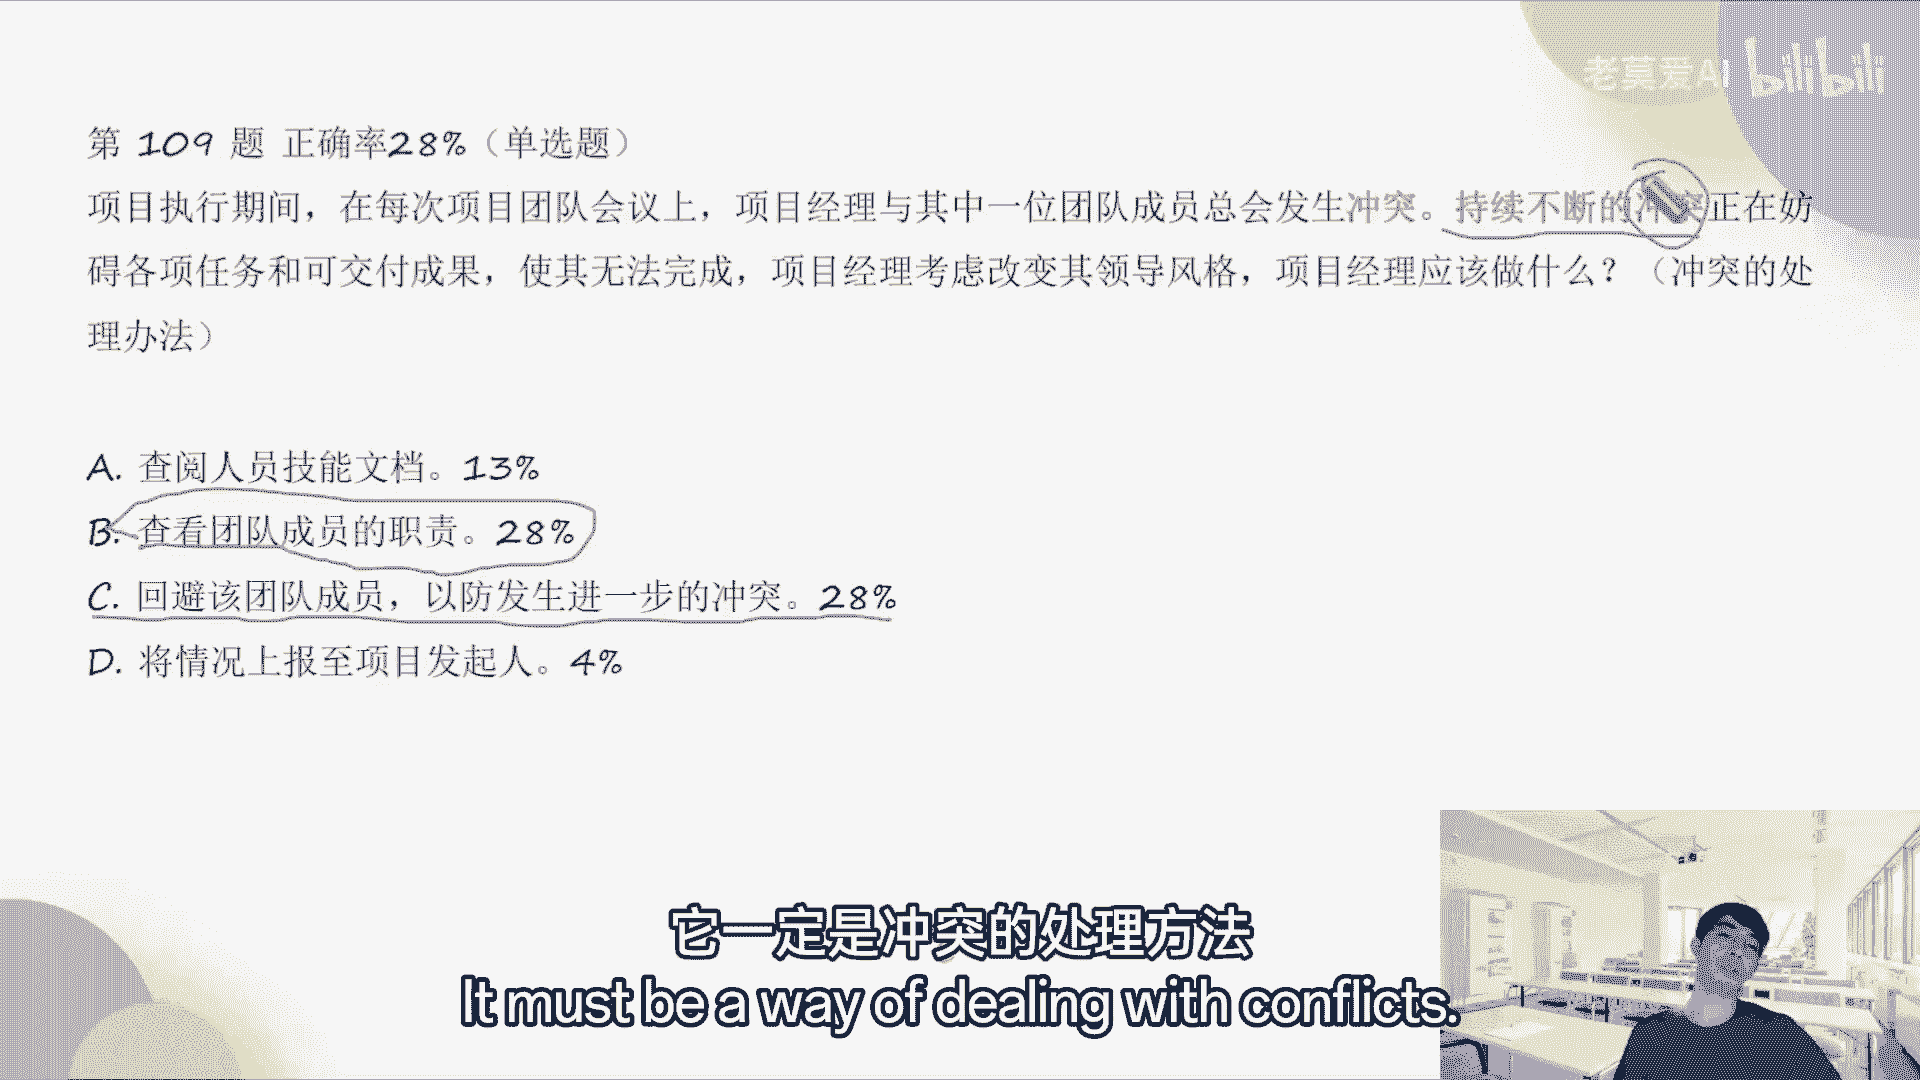 老莫爱AI bilibili
第 109 题 正确率28%（单选题）
项目执行期间，在每次项目团队会议上，项目经理与其中一位团队成员总会发生冲突。持续不断的冲突正在妨
碍各项任务和可交付成果，使其无法完成，项目经理考虑改变其领导风格，项目经理应该做什么？（冲突的处
理办法）
A. 查阅人员技能文档。13%
B. 查看团队成员的职责。28%
C. 回避该团队成员，以防发生进一步的冲突。28%
D. 将情况上报至项目发起人。4%
它一定是冲突的处理方法
It must be a way of dealing with conflicts.